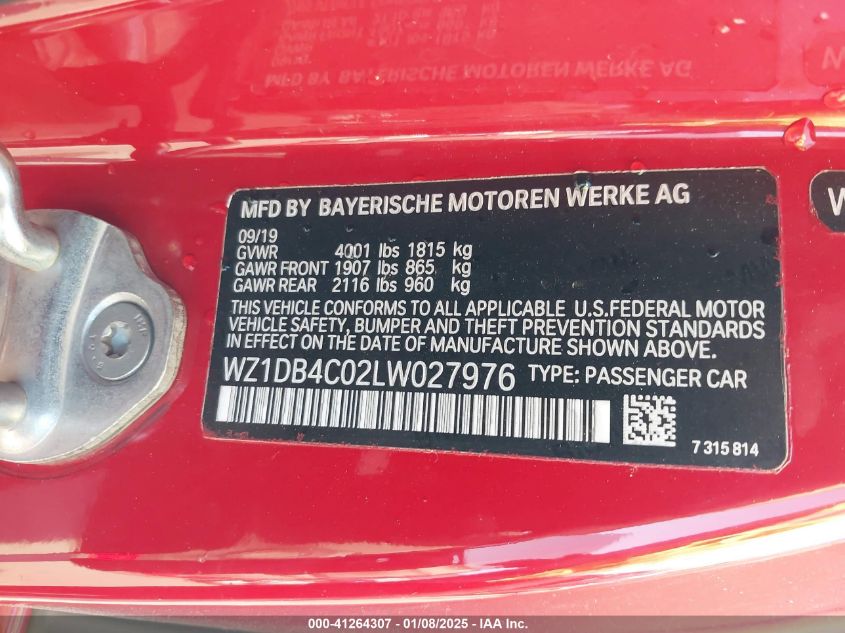 MFD BY BAYERISCHE MOTOREN WERKE AG
MFD BY BAYERISCHE MOTOREN WERKE AG
09/19
GVWR 4001 lbs 1815 kg
GAWR FRONT 1907 lbs 865 kg
GAWR REAR 2116 lbs 960 kg
THIS VEHICLE CONFORMS TO ALL APPLICABLE U.S.FEDERAL MOTOR
VEHICLE SAFETY, BUMPER AND THEFT PREVENTION STANDARDS
IN EFFECT ON THE DATE OF MANUFACTURE SHOWN ABOVE.
WZ1DB4C02LW027976 TYPE: PASSENGER CAR
7 315 814
W
000-41264307 - 01/08/2025 - IAAI.COM